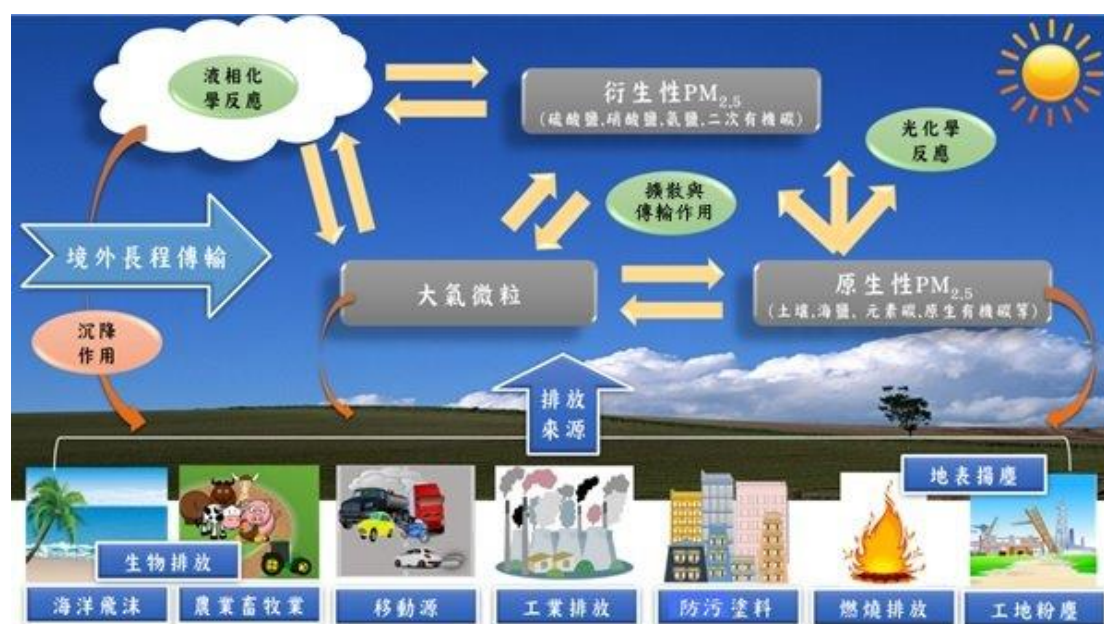 液相化
學反應
衍生性PM2.5
(硫酸鹽,硝酸鹽,氨鹽,二次有機碳)
光化學
反應
擴散與
傳輸作用
境外長程傳輸
大氣微粒
原生性PM2.5
(土壤,海鹽、元素碳,原生有機碳等)
沉降
作用
排放
來源
地表揚塵
生物排放
海洋飛沫
農業畜牧業
移動源
工業排放
防污塗料
燃燒排放
工地粉塵